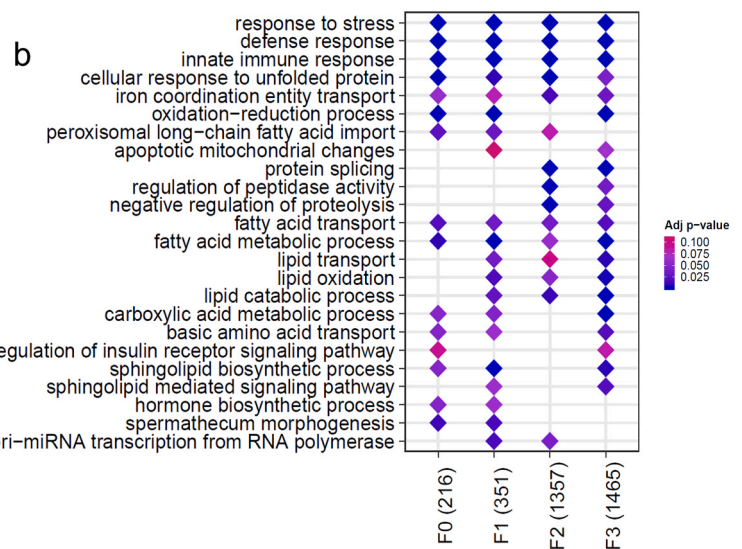 b
response to stress
defense response
innate immune response
cellular response to unfolded protein
iron coordination entity transport
oxidation−reduction process
peroxisomal long−chain fatty acid import
apoptotic mitochondrial changes
protein splicing
regulation of peptidase activity
negative regulation of proteolysis
fatty acid transport
fatty acid metabolic process
lipid transport
lipid oxidation
lipid catabolic process
carboxylic acid metabolic process
basic amino acid transport
egulation of insulin receptor signaling pathway
sphingolipid biosynthetic process
sphingolipid mediated signaling pathway
hormone biosynthetic process
spermathecum morphogenesis
ri−miRNA transcription from RNA polymerase
F0 (216)
F1 (351)
F2 (1357)
F3 (1465)
Adj p−value
0.100
0.075
0.050
0.025